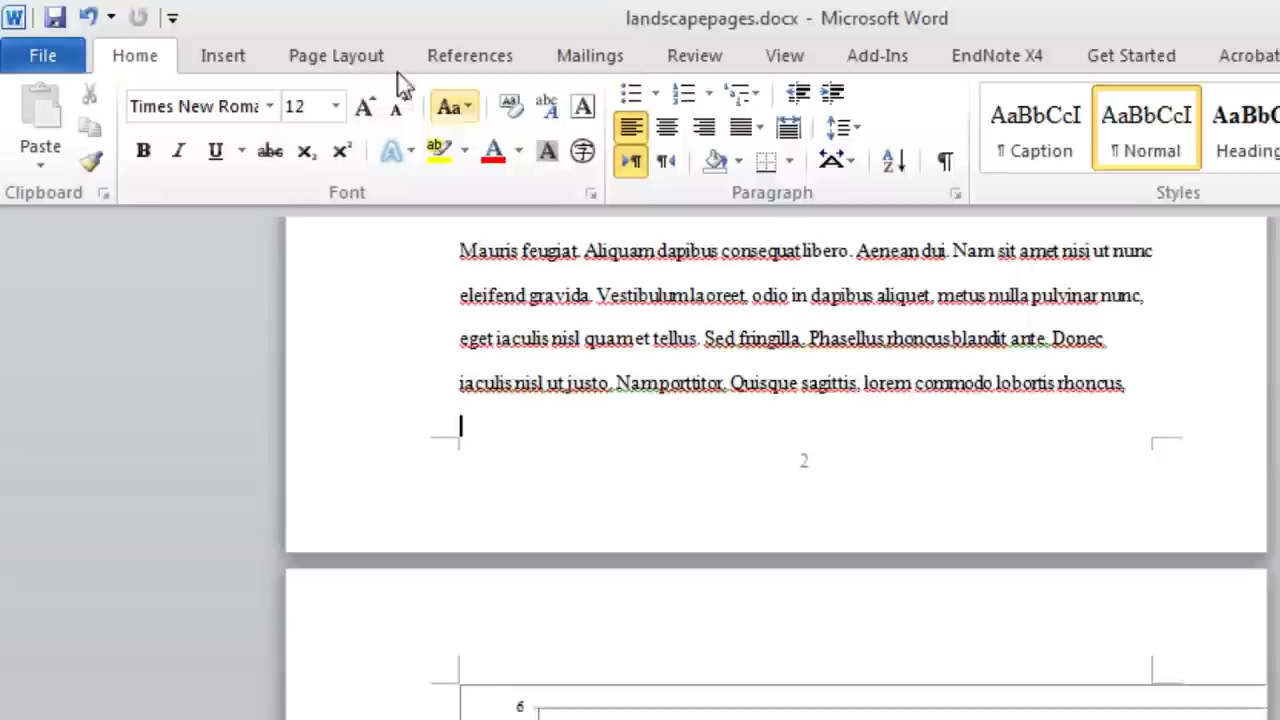 landscapepages.docx - Microsoft Word
File Home Insert Page Layout References Mailings Review View Add-Ins EndNote X4 Get Started Acrobat
Times New Roma 12
Paste
¶ Caption ¶ Normal Heading
Clipboard Font Paragraph Styles
Mauris feugiat. Aliquam dapibus consequat libero. Aenean dui. Nam sit amet nisi ut nunc
eleifend gravida. Vestibulum laoreet, odio in dapibus aliquet, metus nulla pulvinar nunc,
eget iaculis nisl quam et tellus. Sed fringilla. Phasellus rhoncus blandit ante. Donec
iaculis nisl ut justo. Nam porttitor. Quisque sagittis, lorem commodo lobortis rhoncus,
2
6